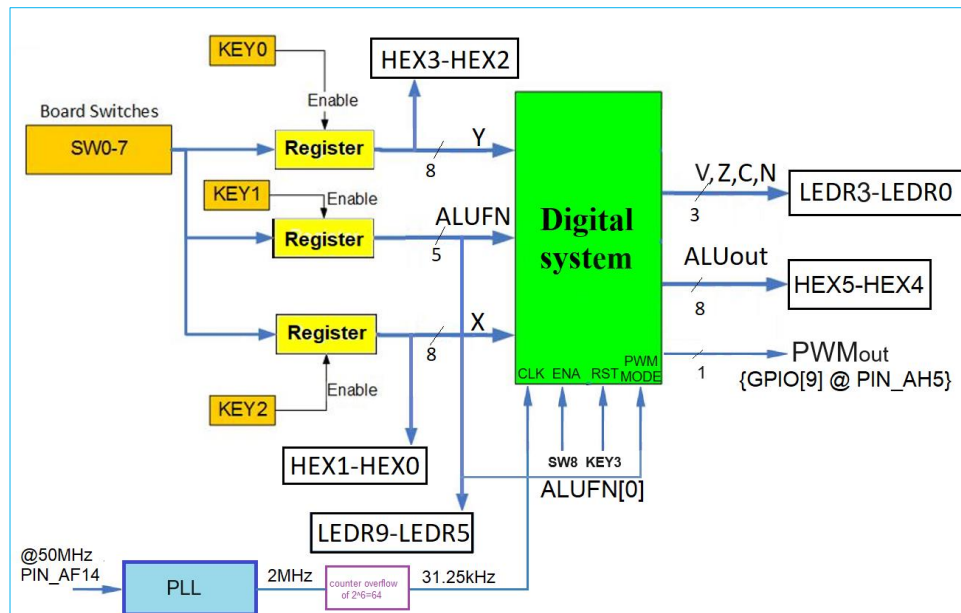 KEY0
HEX3-HEX2
Enable
Board Switches
SW0-7
Register
Y
8
KEY1
Enable
Register
ALUFN
5
Digital
system
V,Z,C,N
3
LEDR3-LEDR0
ALUout
8
HEX5-HEX4
Register
X
8
Enable
KEY2
PWM
CLK ENA RST MODE
1
PWMout
{GPIO[9] @ PIN_AH5}
SW8 KEY3
HEX1-HEX0
ALUFN[0]
LEDR9-LEDR5
@50MHz
PIN_AF14
PLL
2MHz
counter overflow
of 2^6=64
31.25kHz